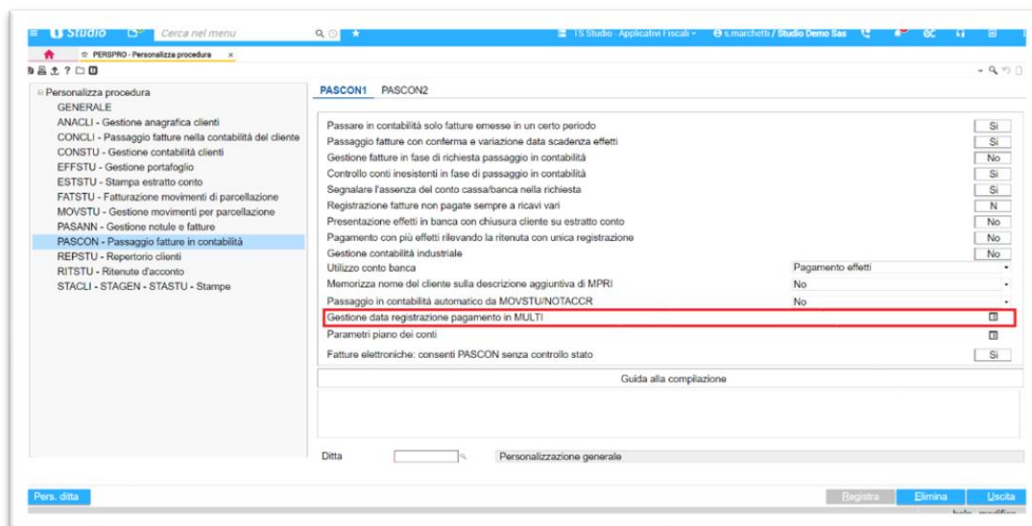 Studio
Cerca nel menu
TS Studio - Applicativi Fiscali
s.marchetti / Studio Demo Sas
PERSPRO - Personalizza procedura x
Personalizza procedura
GENERALE
ANACLI - Gestione anagrafica clienti
CONCLI - Passaggio fatture nella contabilità del cliente
CONSTU - Gestione contabilità clienti
EFFSTU - Gestione portafoglio
ESTSTU - Stampa estratto conto
FATSTU - Fatturazione movimenti di parcellazione
MOVSTU - Gestione movimenti per parcellazione
PASANN - Gestione notule e fatture
PASCON - Passaggio fatture in contabilità
REPSTU - Repertorio clienti
RITSTU - Ritenute d'acconto
STACLI - STAGEN - STASTU - Stampe
PASCON1 PASCON2
Passare in contabilità solo fatture emesse in un certo periodo Si
Passaggio fatture con conferma e variazione data scadenza effetti Si
Gestione fatture in fase di richiesta passaggio in contabilità No
Controllo conti inesistenti in fase di passaggio in contabilità Si
Segnalare l'assenza del conto cassa/banca nella richiesta Si
Registrazione fatture non pagate sempre a ricavi vari N
Presentazione effetti in banca con chiusura cliente su estratto conto No
Pagamento con più effetti rilevando la ritenuta con unica registrazione No
Gestione contabilità industriale No
Utilizzo conto banca Pagamento effetti
Memorizza nome del cliente sulla descrizione aggiuntiva di MPRI No
Passaggio in contabilità automatico da MOVSTU/NOTACCR No
Gestione data registrazione pagamento in MULTI
Parametri piano dei conti
Fatture elettroniche: consenti PASCON senza controllo stato Si
Guida alla compilazione
Ditta Personalizzazione generale
Pers. ditta Registra Elimina Uscita